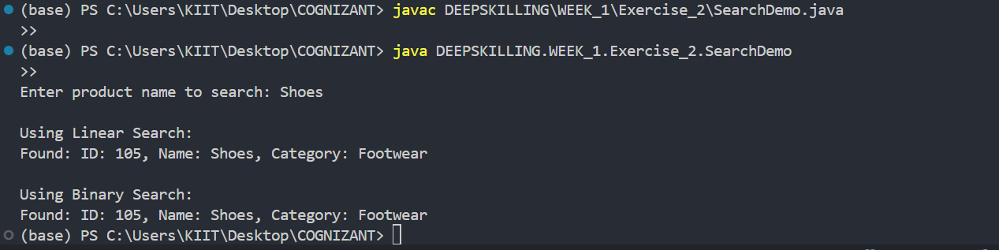 (base) PS C:\Users\KIIT\Desktop\COGNIZANT> javac DEEPSKILLING\WEEK_1\Exercise_2\SearchDemo.java
>>
(base) PS C:\Users\KIIT\Desktop\COGNIZANT> java DEEPSKILLING.WEEK_1.Exercise_2.SearchDemo
>>
Enter product name to search: Shoes
Using Linear Search:
Found: ID: 105, Name: Shoes, Category: Footwear
Using Binary Search:
Found: ID: 105, Name: Shoes, Category: Footwear
(base) PS C:\Users\KIIT\Desktop\COGNIZANT>